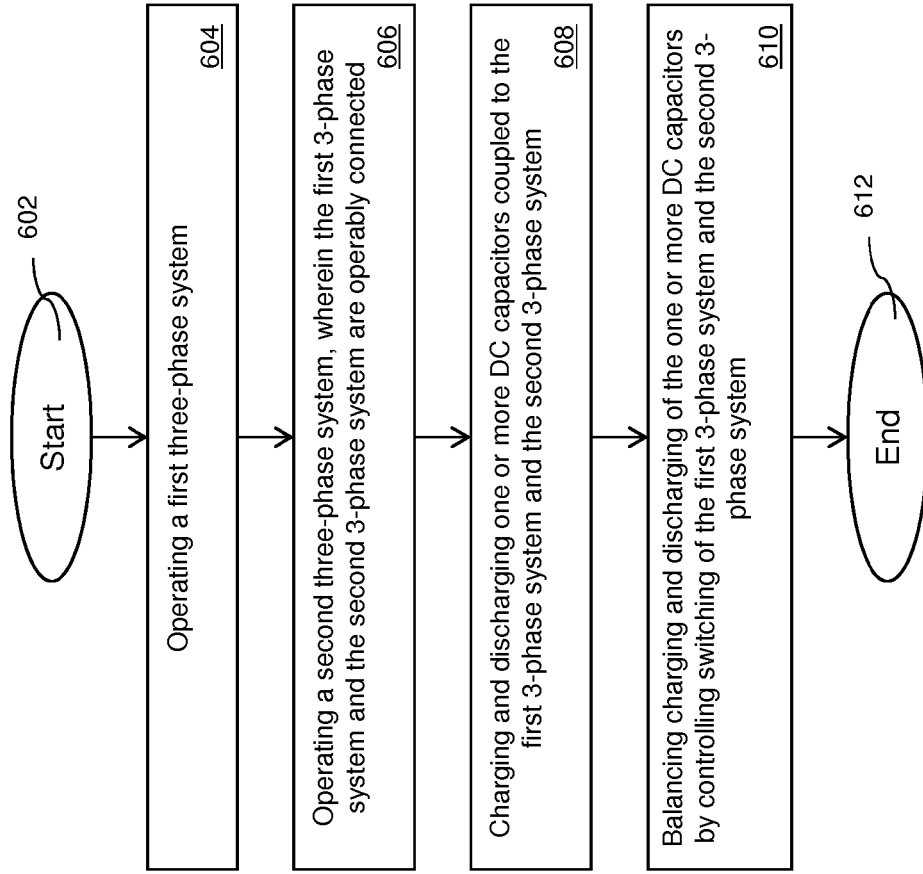 Start
602
Operating a first three-phase system
604
Operating a second three-phase system, wherein the first 3-phase
system and the second 3-phase system are operably connected
606
Charging and discharging one or more DC capacitors coupled to the
first 3-phase system and the second 3-phase system
608
Balancing charging and discharging of the one or more DC capacitors
by controlling switching of the first 3-phase system and the second 3-
phase system
610
End
612